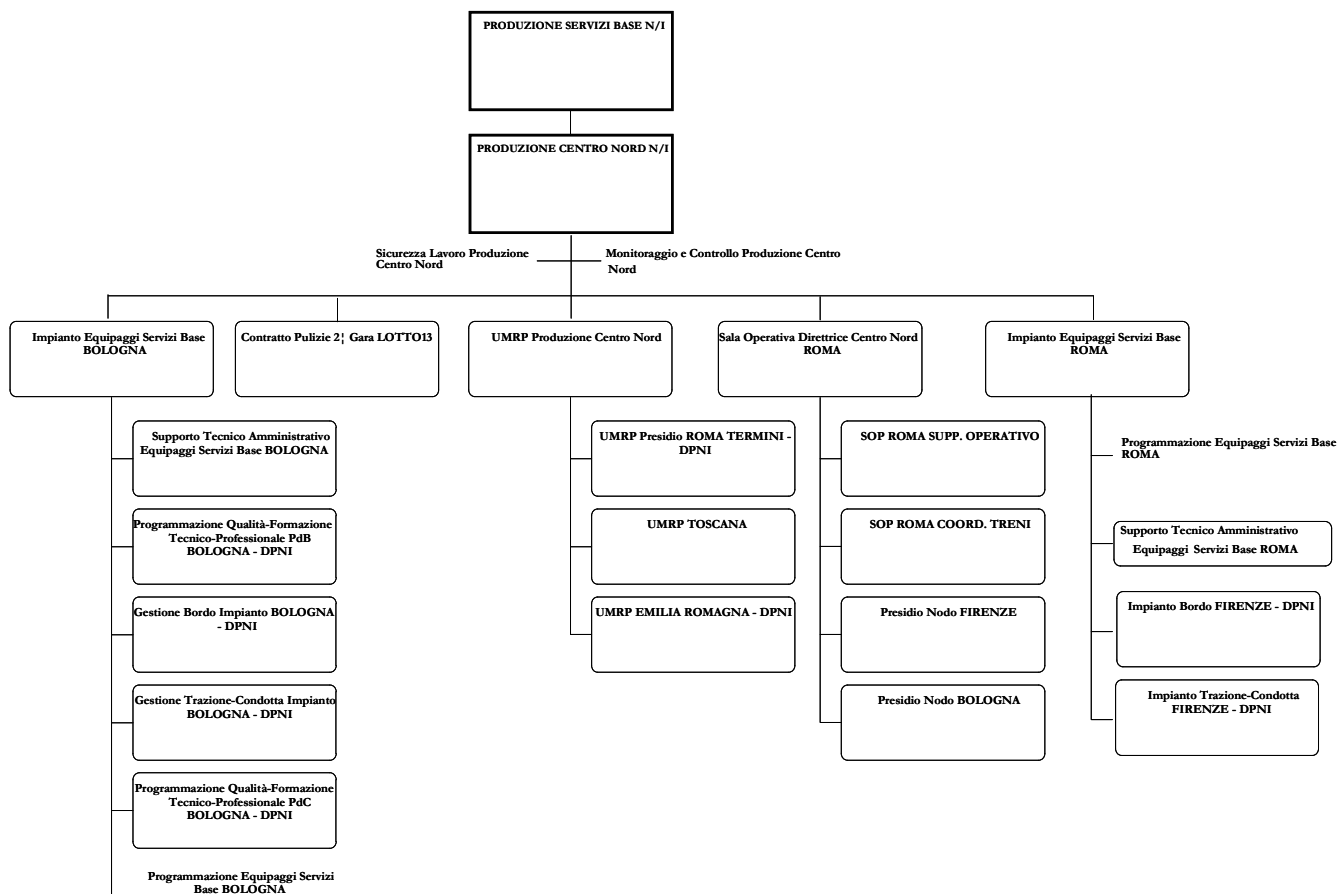 PRODUZIONE SERVIZI BASE N/I
PRODUZIONE CENTRO NORD N/I
Sicurezza Lavoro Produzione
Centro Nord
Monitoraggio e Controllo Produzione Centro
Nord
Impianto Equipaggi Servizi Base
BOLOGNA
Contratto Pulizie 2¦ Gara LOTTO13
UMRP Produzione Centro Nord
Sala Operativa Direttrice Centro Nord
ROMA
Impianto Equipaggi Servizi Base
ROMA
Supporto Tecnico Amministrativo
Equipaggi Servizi Base BOLOGNA
Programmazione Qualità-Formazione
Tecnico-Professionale PdB
BOLOGNA - DPNI
Gestione Bordo Impianto BOLOGNA
- DPNI
Gestione Trazione-Condotta Impianto
BOLOGNA - DPNI
Programmazione Qualità-Formazione
Tecnico-Professionale PdC
BOLOGNA - DPNI
Programmazione Equipaggi Servizi
Base BOLOGNA
UMRP Presidio ROMA TERMINI -
DPNI
UMRP TOSCANA
UMRP EMILIA ROMAGNA - DPNI
SOP ROMA SUPP. OPERATIVO
SOP ROMA COORD. TRENI
Presidio Nodo FIRENZE
Presidio Nodo BOLOGNA
Programmazione Equipaggi Servizi Base
ROMA
Supporto Tecnico Amministrativo
Equipaggi Servizi Base ROMA
Impianto Bordo FIRENZE - DPNI
Impianto Trazione-Condotta
FIRENZE - DPNI